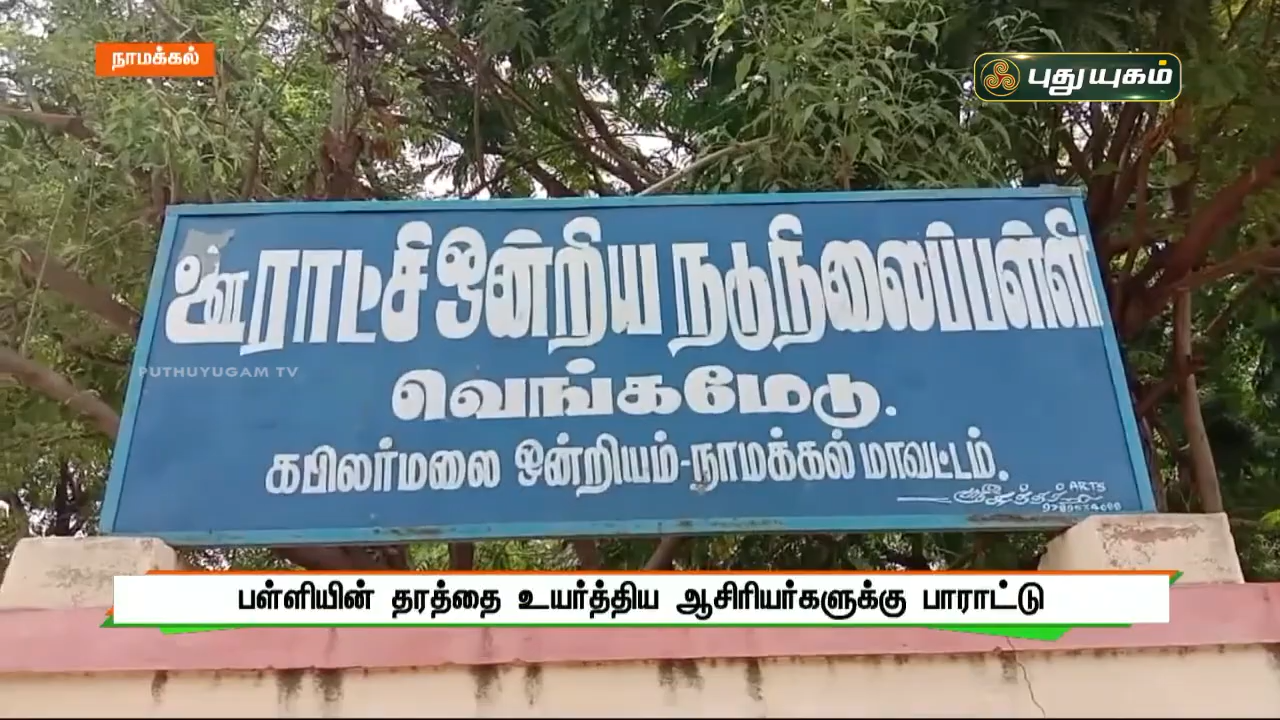 நாமக்கல்
புதுயுகம்
ஊராட்சி ஒன்றிய நடுநிலைப்பள்ளி
PUTHUYUGAM TV
வெங்கமேடு.
கபிலர்மலை ஒன்றியம்-நாமக்கல் மாவட்டம்.
ARTS
பள்ளியின் தரத்தை உயர்த்திய ஆசிரியர்களுக்கு பாராட்டு